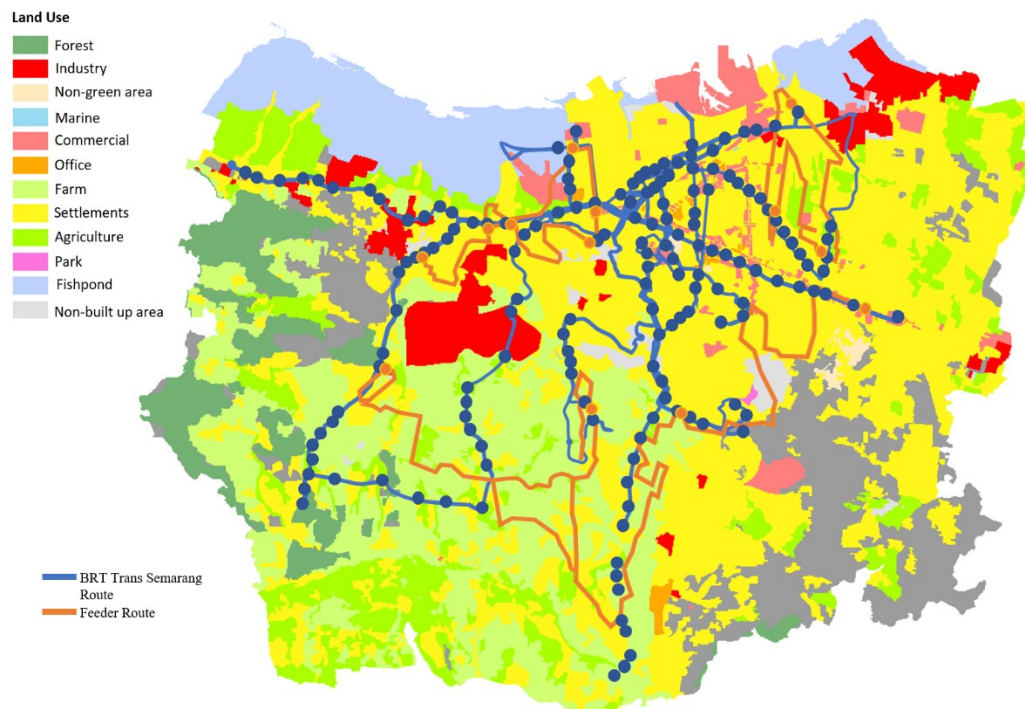 Land Use
Forest
Industry
Non-green area
Marine
Commercial
Office
Farm
Settlements
Agriculture
Park
Fishpond
Non-built up area
BRT Trans Semarang
Route
Feeder Route